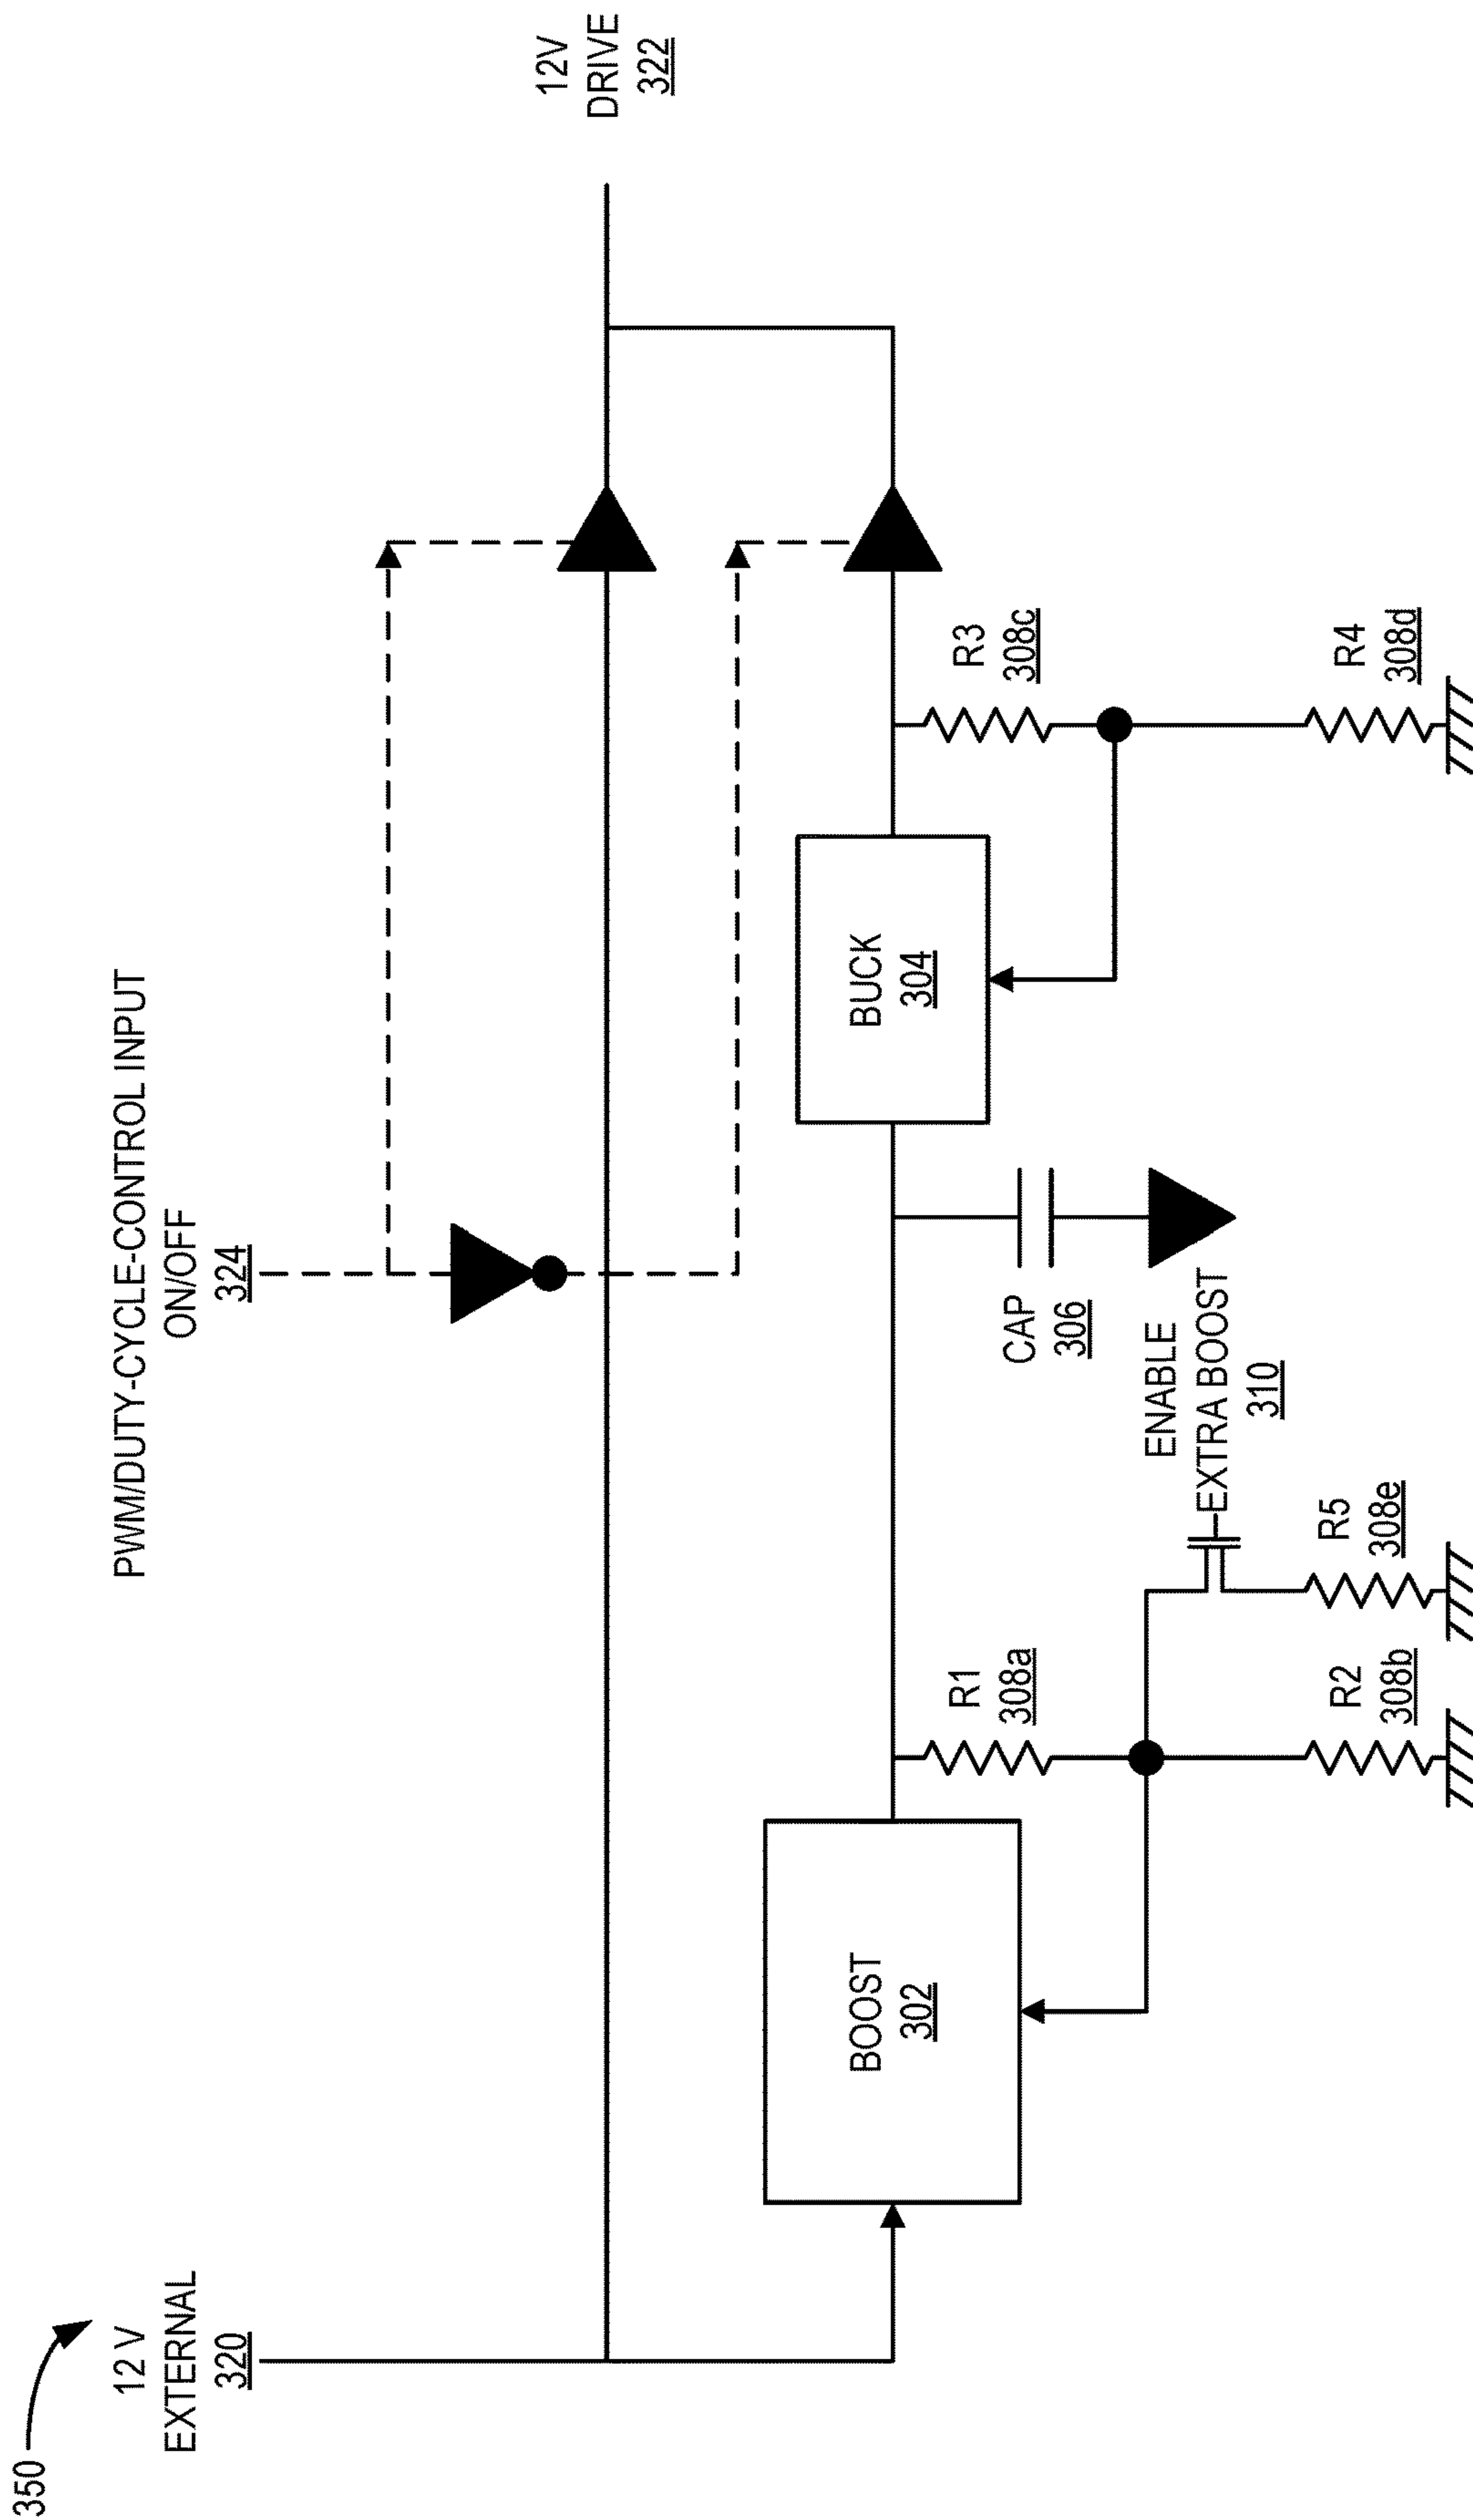 350
12 V
EXTERNAL
320
PWM/DUTY-CYCLE-CONTROL INPUT
ON/OFF
324
12V
DRIVE
322
BOOST
302
R1
308a
R2
308b
R5
308e
ENABLE
EXTRA BOOST
310
CAP
306
BUCK
304
R3
308c
R4
308d